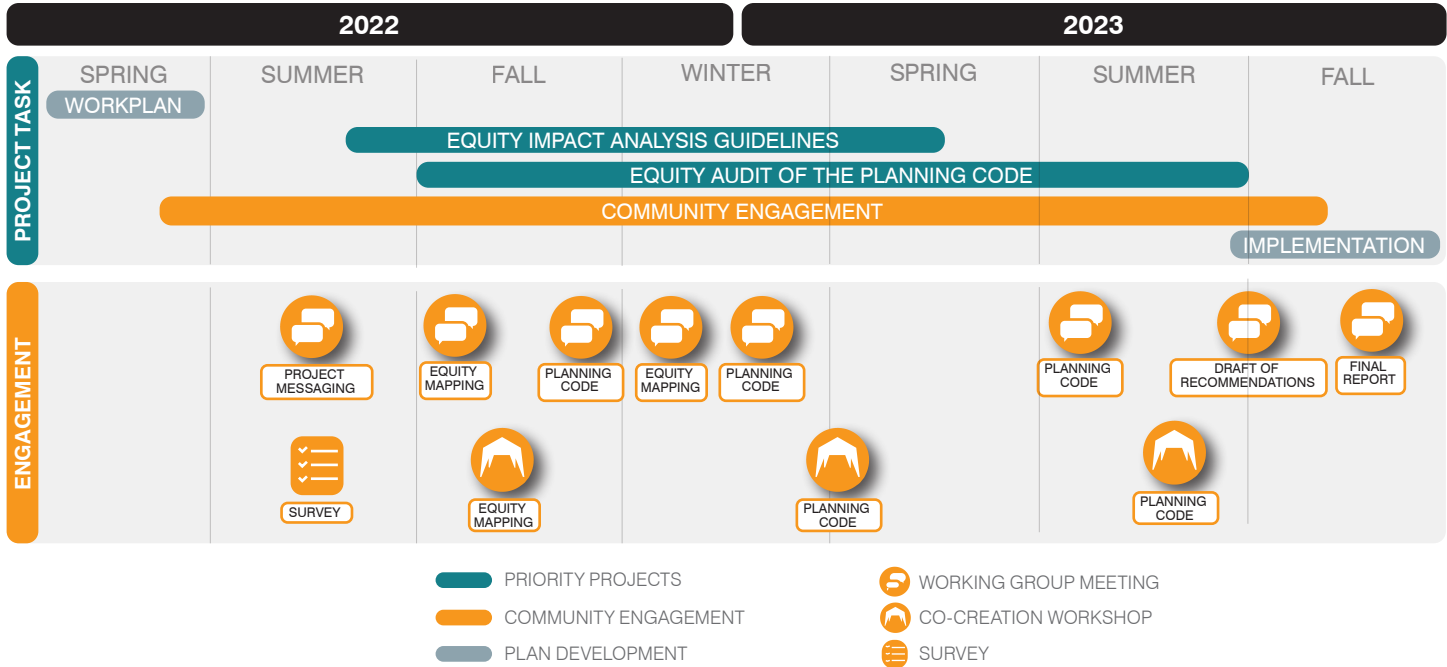 2022
2023
PROJECT TASK
SPRING
SUMMER
FALL
WINTER
SPRING
SUMMER
FALL
WORKPLAN
EQUITY IMPACT ANALYSIS GUIDELINES
EQUITY AUDIT OF THE PLANNING CODE
COMMUNITY ENGAGEMENT
IMPLEMENTATION
ENGAGEMENT
PROJECT
MESSAGING
EQUITY
MAPPING
PLANNING
CODE
EQUITY
MAPPING
PLANNING
CODE
PLANNING
CODE
DRAFT OF
RECOMMENDATIONS
FINAL
REPORT
SURVEY
EQUITY
MAPPING
PLANNING
CODE
PLANNING
CODE
PRIORITY PROJECTS
COMMUNITY ENGAGEMENT
PLAN DEVELOPMENT
WORKING GROUP MEETING
CO-CREATION WORKSHOP
SURVEY